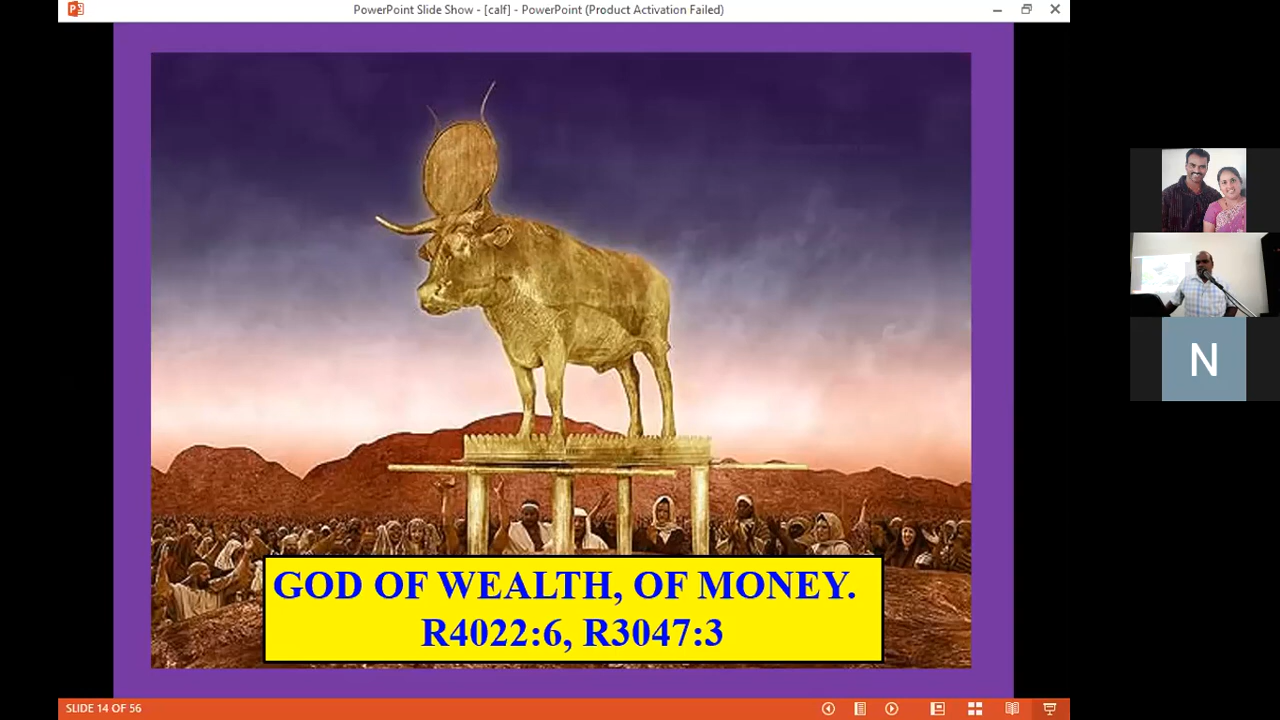 PowerPoint Slide Show - [calf] - PowerPoint (Product Activation Failed)
GOD OF WEALTH, OF MONEY.
R4022:6, R3047:3
N
SLIDE 14 OF 56